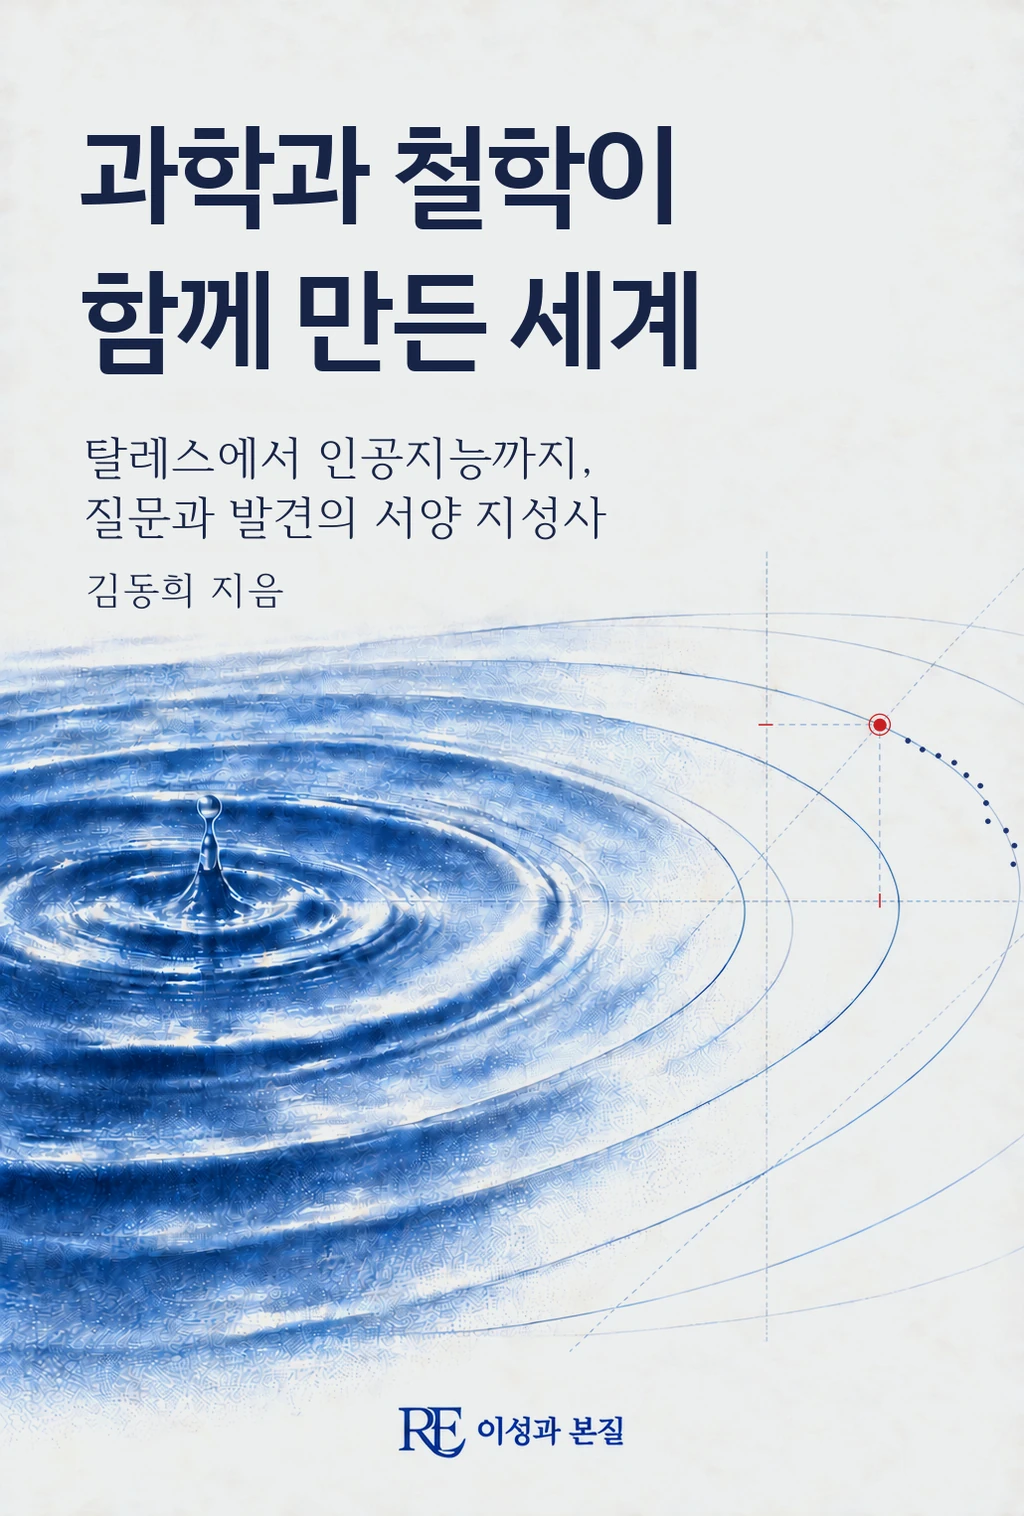 과학과 철학이
함께 만든 세계
탈레스에서 인공지능까지,
질문과 발견의 서양 지성사
김동희 지음
RE 이성과 본질